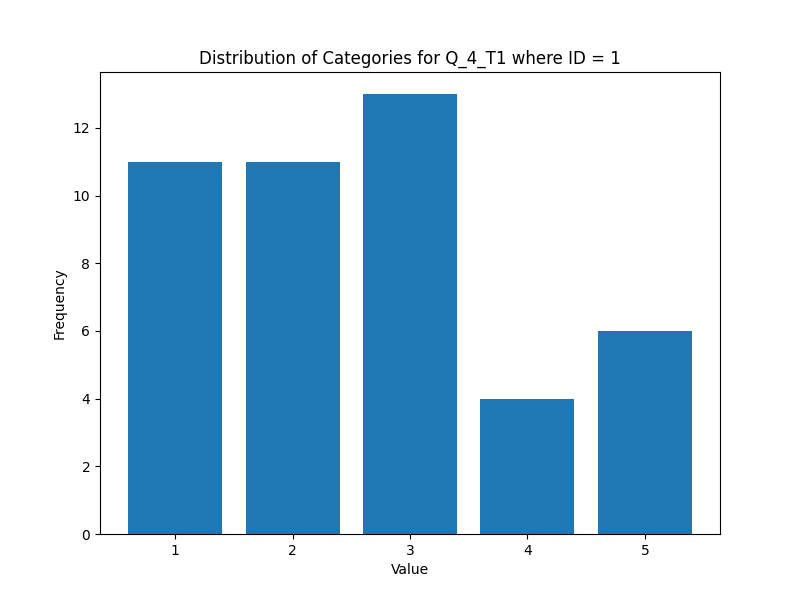 Distribution of Categories for Q_4_T1 where ID = 1
12
10
8
6
4
2
0
Frequency
1 2 3 4 5
Value